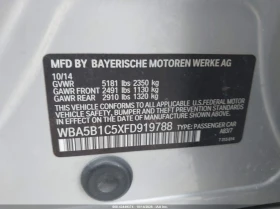 MFD BY BAYERISCHE MOTOREN WERKE AG
10/14
GVWR 5181 lbs 2350 kg
GAWR FRONT 2491 lbs 1130 kg
GAWR REAR 2910 lbs 1320 kg
THIS VEHICLE CONFORMS TO ALL APPLICABLE
FEDERAL MOTOR VEHICLE SAFETY, BUMPER,
AND THEFT PREVENTION STANDARDS IN EFFECT
ON THE DATE OF MANUFACTURE SHOWN ABOVE.
WBA5B1C5XFD919788 TYPE: PASSENGER CAR